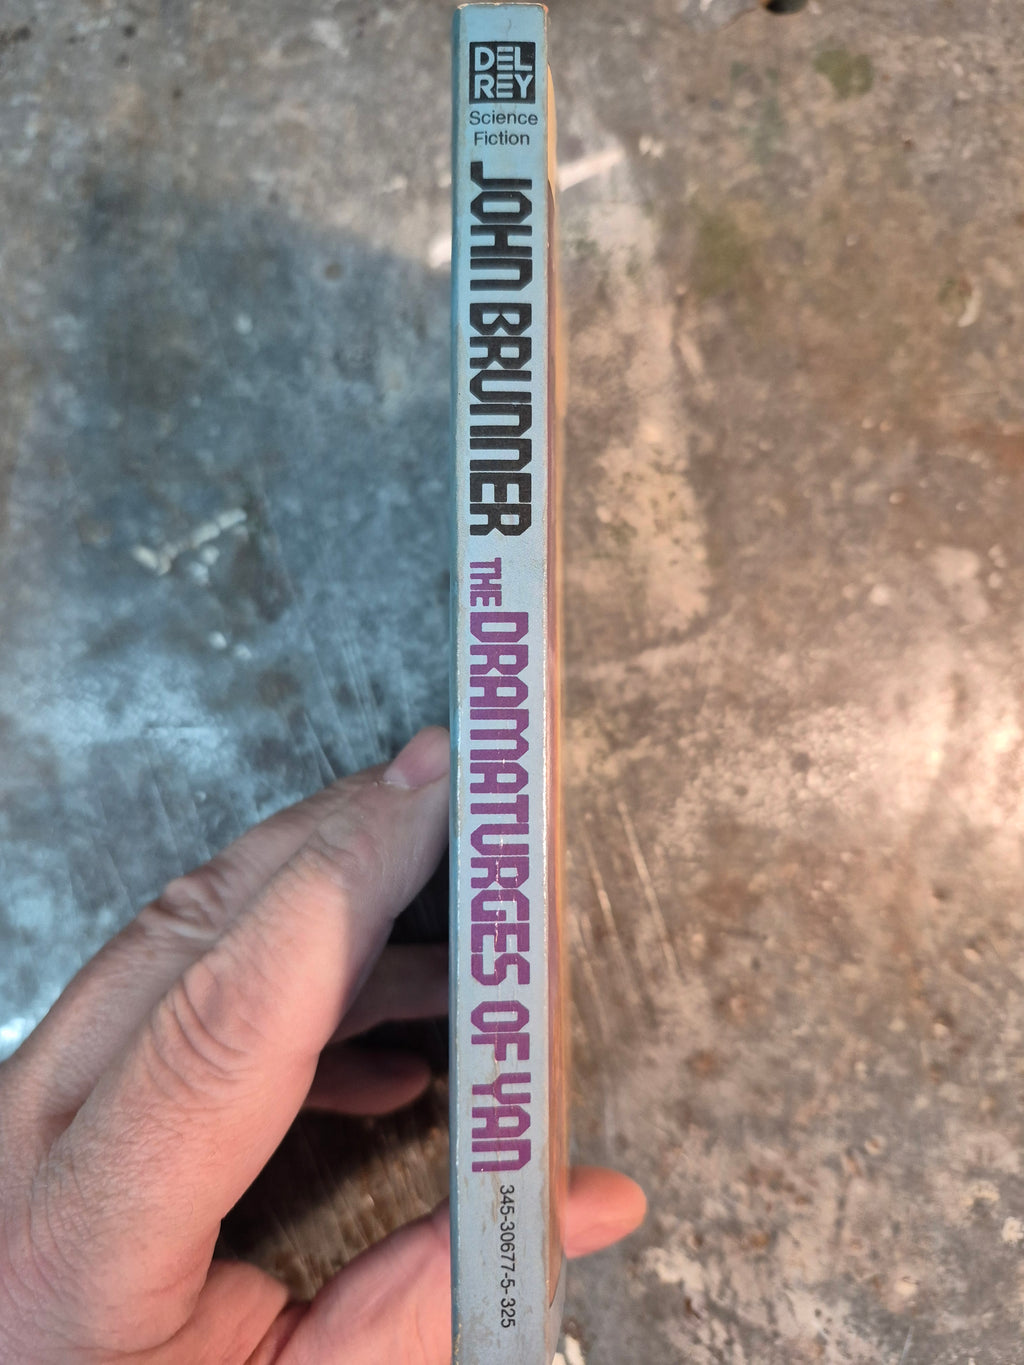 DEL
REY
Science
Fiction
JOHN BRUNNER THE DRAMATURGES OF YAN 345-30677-5-325